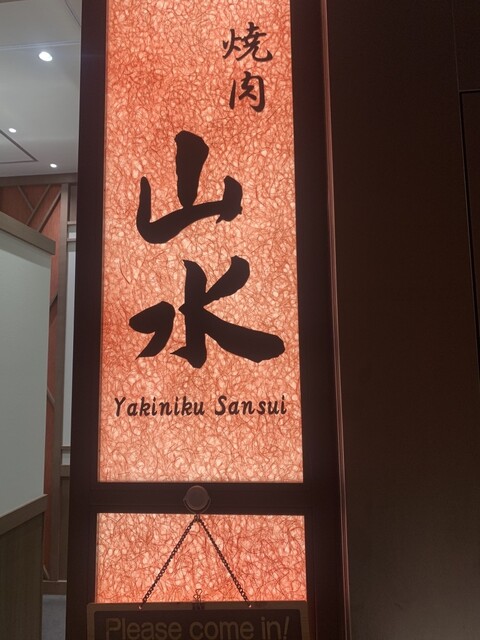 焼肉
山水
Yakiniku Sansui
Please come in/